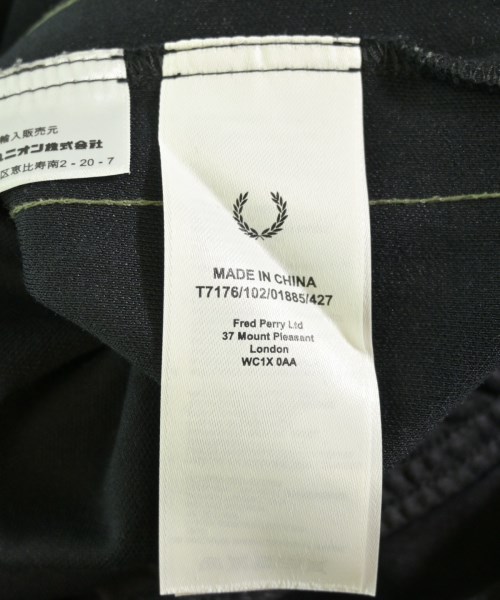 輸入販売元
ユニオン株式会社
区恵比寿南2-20-7
MADE IN CHINA
T7176/102/01885/427
Fred Perry Ltd
37 Mount Pleasant
London
WC1X 0AA